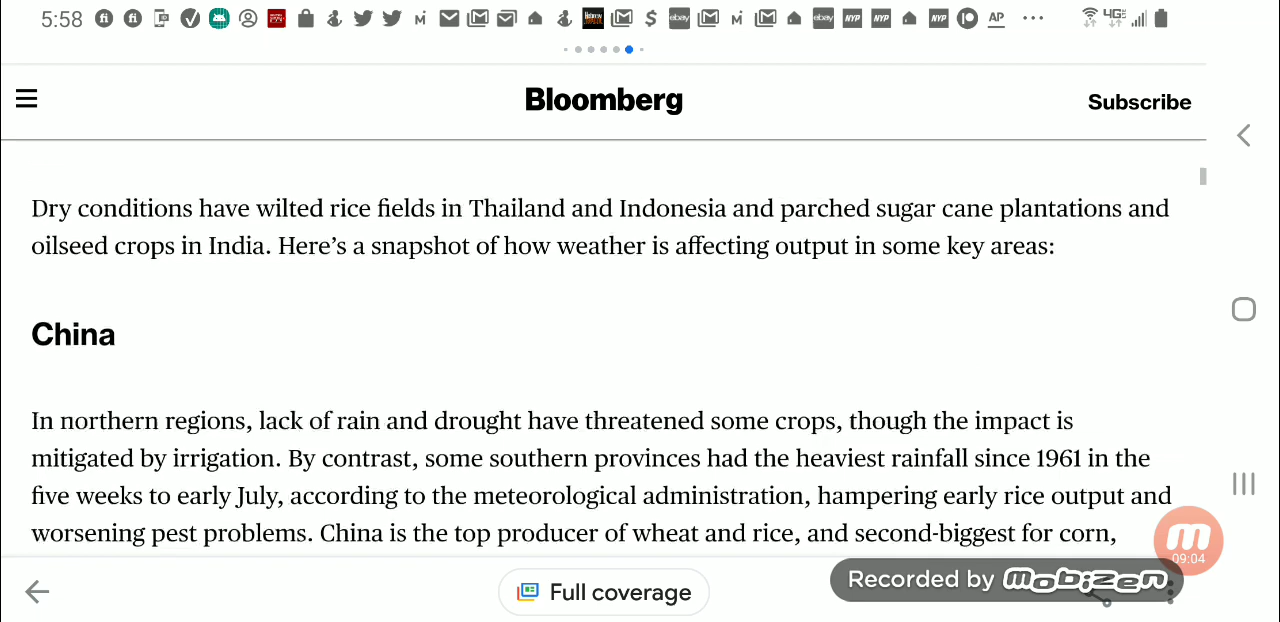 5:58
AP
4G
Bloomberg
Subscribe
Dry conditions have wilted rice fields in Thailand and Indonesia and parched sugar cane plantations and
oilseed crops in India. Here’s a snapshot of how weather is affecting output in some key areas:
China
In northern regions, lack of rain and drought have threatened some crops, though the impact is
mitigated by irrigation. By contrast, some southern provinces had the heaviest rainfall since 1961 in the
five weeks to early July, according to the meteorological administration, hampering early rice output and
worsening pest problems. China is the top producer of wheat and rice, and second-biggest for corn,
09:04
Full coverage
Recorded by mobizen